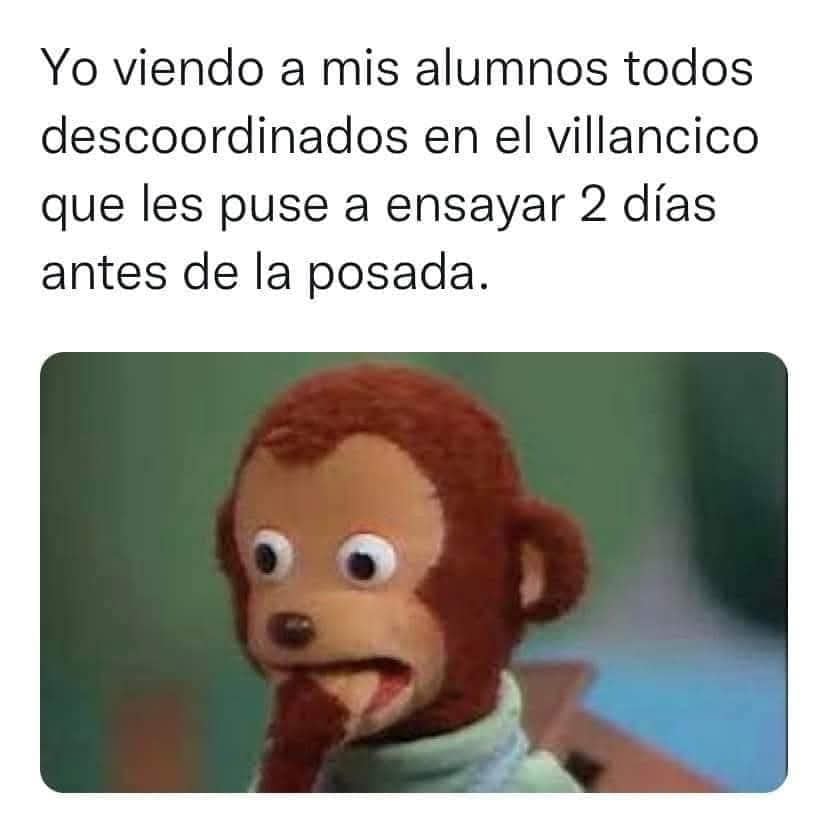 Yo viendo a mis alumnos todos
descoordinados en el villancico
que les puse a ensayar 2 días
antes de la posada.